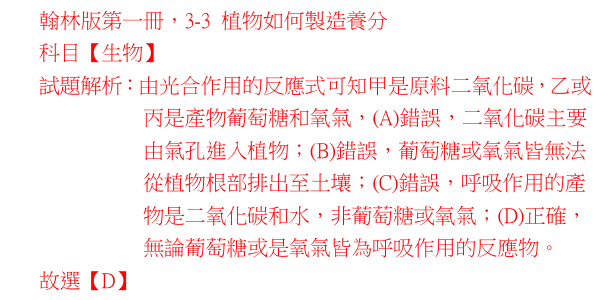 翰林版第一冊，3-3 植物如何製造養分
科目【生物】
試題解析：由光合作用的反應式可知甲是原料二氧化碳，乙或
丙是產物葡萄糖和氧氣，(A)錯誤，二氧化碳主要
由氣孔進入植物；(B)錯誤，葡萄糖或氧氣皆無法
從植物根部排出至土壤；(C)錯誤，呼吸作用的產
物是二氧化碳和水，非葡萄糖或氧氣；(D)正確，
無論葡萄糖或是氧氣皆為呼吸作用的反應物。
故選【D】